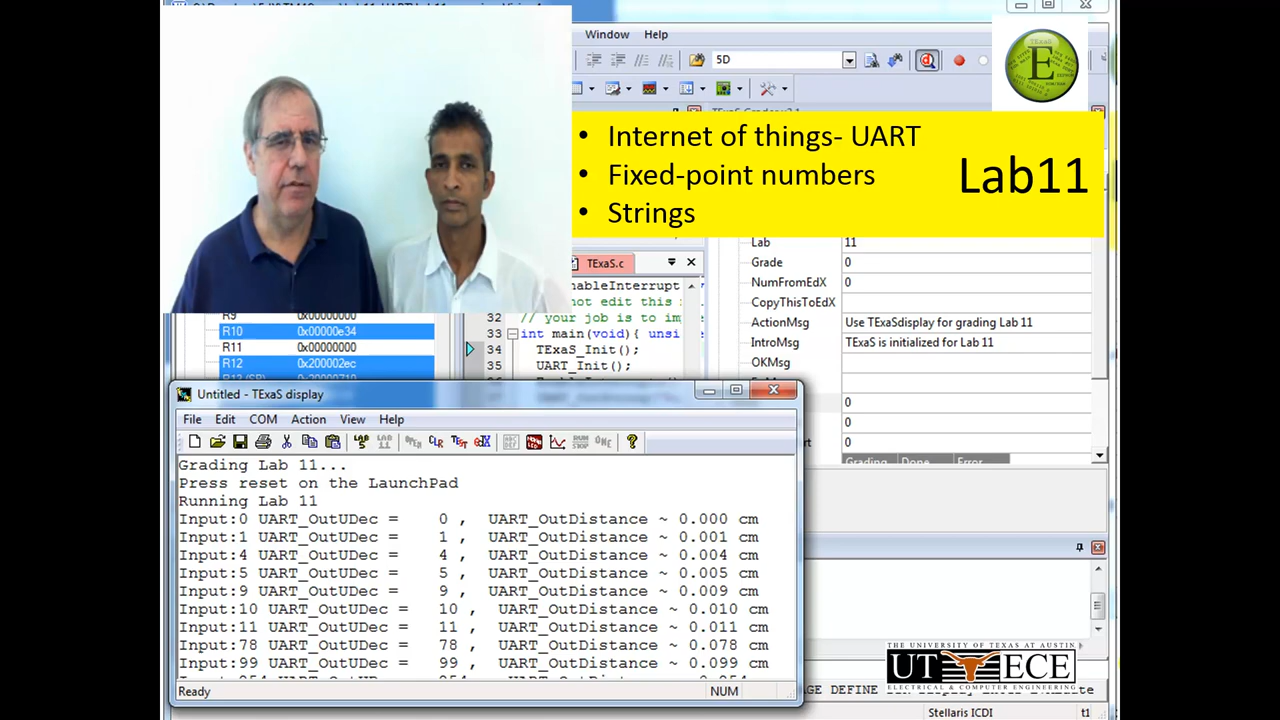 Window Help
5D
E
• Internet of things- UART
• Fixed-point numbers
• Strings
Lab11
Lab 11
Grade 0
NumFromEdX 0
CopyThisToEdX
ActionMsg Use TExaSdisplay for grading Lab 11
IntroMsg TExaS is initialized for Lab 11
OKMsg
0
0
0
TExaS.c
not edit this
32 // your job is to
33 int main(void){
34 TExaS_Init();
35 UART_Init();
R9 0x00000000
R10 0x00000e34
R11 0x00000000
R12 0x200002ec
Untitled - TExaS display
File Edit COM Action View Help
Grading Lab 11...
Press reset on the LaunchPad
Running Lab 11
Input:0 UART_OutUDec = 0 , UART_OutDistance ~ 0.000 cm
Input:1 UART_OutUDec = 1 , UART_OutDistance ~ 0.001 cm
Input:4 UART_OutUDec = 4 , UART_OutDistance ~ 0.004 cm
Input:5 UART_OutUDec = 5 , UART_OutDistance ~ 0.005 cm
Input:9 UART_OutUDec = 9 , UART_OutDistance ~ 0.009 cm
Input:10 UART_OutUDec = 10 , UART_OutDistance ~ 0.010 cm
Input:11 UART_OutUDec = 11 , UART_OutDistance ~ 0.011 cm
Input:78 UART_OutUDec = 78 , UART_OutDistance ~ 0.078 cm
Input:99 UART_OutUDec = 99 , UART_OutDistance ~ 0.099 cm
Ready NUM
THE UNIVERSITY OF TEXAS AT AUSTIN
UT ECE
ELECTRICAL & COMPUTER ENGINEERING
Stellaris ICDI t1